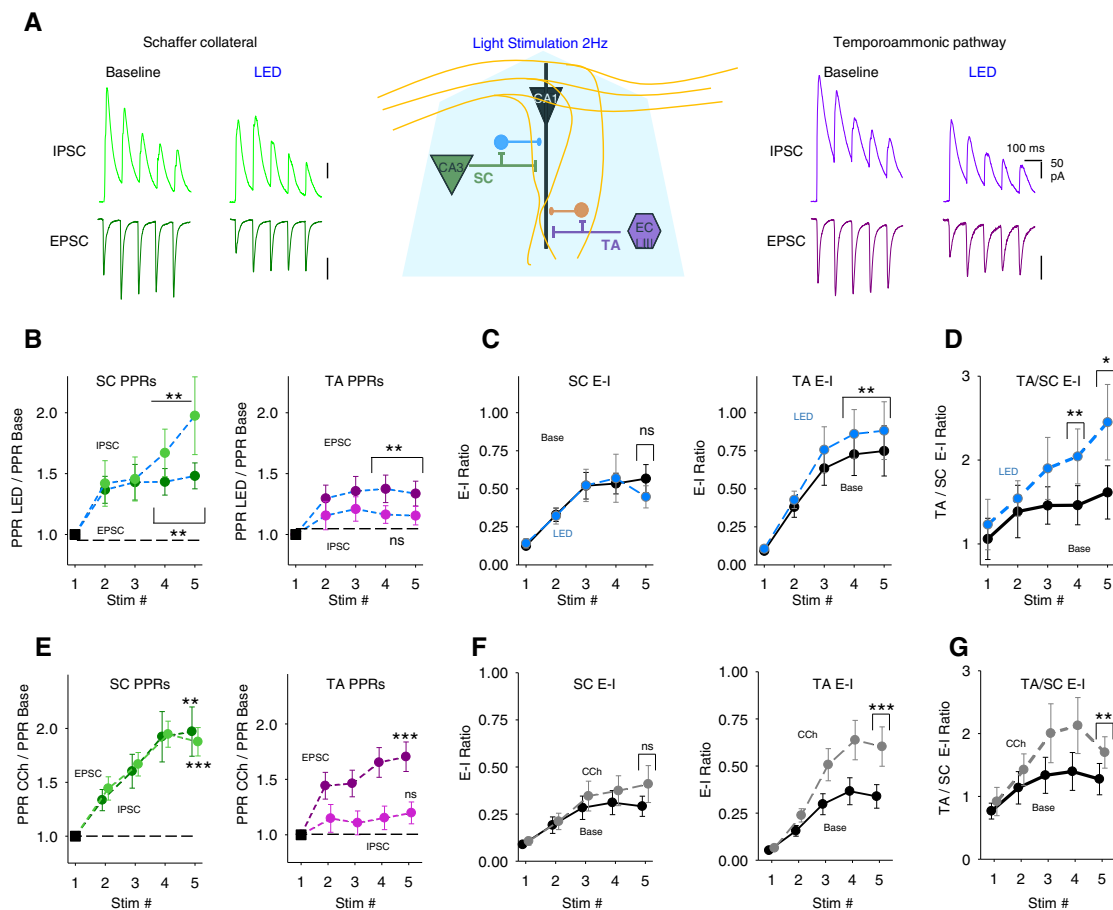 A
Schaffer collateral
Light Stimulation 2Hz
Temporoammonic pathway
Baseline
LED
Baseline
LED
CA1
IPSC
IPSC
100 ms
50
pA
CA3
SC
EPSC
EPSC
EC
LIII
TA
B
SC PPRs
PPR LED / PPR Base
2.0
1.5
1.0
**
IPSC
EPSC
**
1 2 3 4 5
Stim #
TA PPRs
PPR LED / PPR Base
2.0
1.5
1.0
EPSC
**
IPSC
ns
1 2 3 4 5
Stim #
C
SC E-I
E-I Ratio
1.00
0.75
0.50
0.25
0.00
Base
ns
LED
1 2 3 4 5
Stim #
TA E-I
E-I Ratio
1.00
0.75
0.50
0.25
0.00
LED
**
Base
1 2 3 4 5
Stim #
D
TA/SC E-I
TA / SC E-I Ratio
3
2
1
*
**
LED
Base
1 2 3 4 5
Stim #
E
SC PPRs
PPR CCh / PPR Base
2.0
1.5
1.0
**
EPSC
***
IPSC
1 2 3 4 5
Stim #
TA PPRs
PPR CCh / PPR Base
2.0
1.5
1.0
***
EPSC
ns
IPSC
1 2 3 4 5
Stim #
F
SC E-I
E-I Ratio
1.00
0.75
0.50
0.25
0.00
ns
CCh
Base
1 2 3 4 5
Stim #
TA E-I
E-I Ratio
1.00
0.75
0.50
0.25
0.00
***
CCh
Base
1 2 3 4 5
Stim #
G
TA/SC E-I
TA / SC E-I Ratio
3
2
1
0
**
CCh
Base
1 2 3 4 5
Stim #